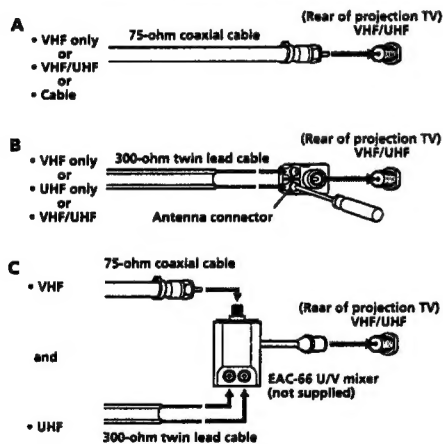 A
• VHF only
or
• VHF/UHF
or
• Cable
75-ohm coaxial cable
(Rear of projection TV)
VHF/UHF
B
• VHF only
or
• UHF only
or
• VHF/UHF
300-ohm twin lead cable
Antenna connector
(Rear of projection TV)
VHF/UHF
C
• VHF
and
• UHF
75-ohm coaxial cable
(Rear of projection TV)
VHF/UHF
EAC-66 U/V mixer
(not supplied)
300-ohm twin lead cable